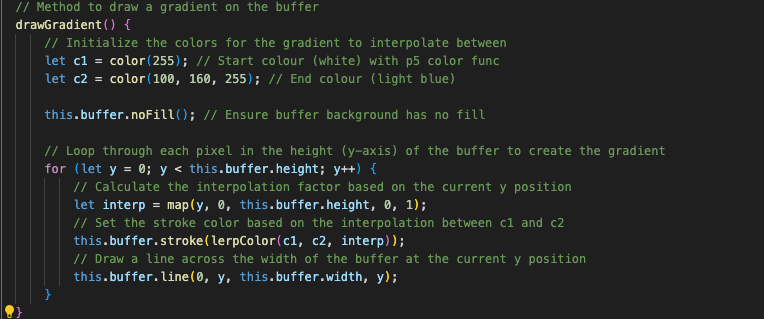 // Method to draw a gradient on the buffer
drawGradient() {
// Initialize the colors for the gradient to interpolate between
let c1 = color(255); // Start colour (white) with p5 color func
let c2 = color(100, 160, 255); // End colour (light blue)
this.buffer.noFill(); // Ensure buffer background has no fill
// Loop through each pixel in the height (y-axis) of the buffer to create the gradient
for (let y = 0; y < this.buffer.height; y++) {
// Calculate the interpolation factor based on the current y position
let interp = map(y, 0, this.buffer.height, 0, 1);
// Set the stroke color based on the interpolation between c1 and c2
this.buffer.stroke(lerpColor(c1, c2, interp));
// Draw a line across the width of the buffer at the current y position
this.buffer.line(0, y, this.buffer.width, y);
}
}